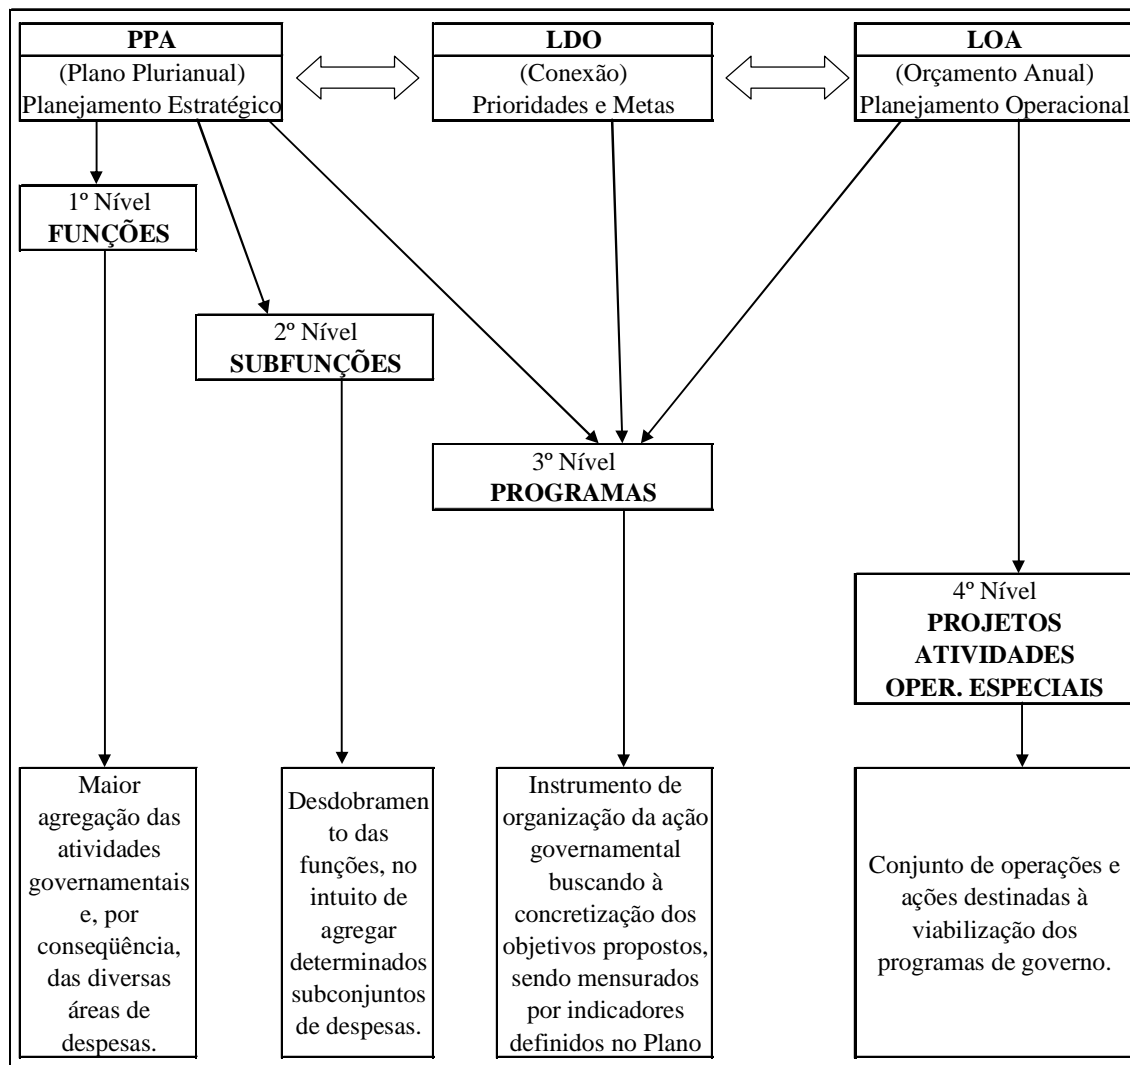 PPA
(Plano Plurianual)
Planejamento Estratégico
LDO
(Conexão)
Prioridades e Metas
LOA
(Orçamento Anual)
Planejamento Operacional
1º Nível
FUNÇÕES
2º Nível
SUBFUNÇÕES
3º Nível
PROGRAMAS
4º Nível
PROJETOS
ATIVIDADES
OPER. ESPECIAIS
Maior
agregação das
atividades
governamentais
e, por
conseqüência,
das diversas
áreas de
despesas.
Desdobramen
to das
funções, no
intuito de
agregar
determinados
subconjuntos
de despesas.
Instrumento de
organização da ação
governamental
buscando à
concretização dos
objetivos propostos,
sendo mensurados
por indicadores
definidos no Plano
Conjunto de operações e
ações destinadas à
viabilização dos
programas de governo.